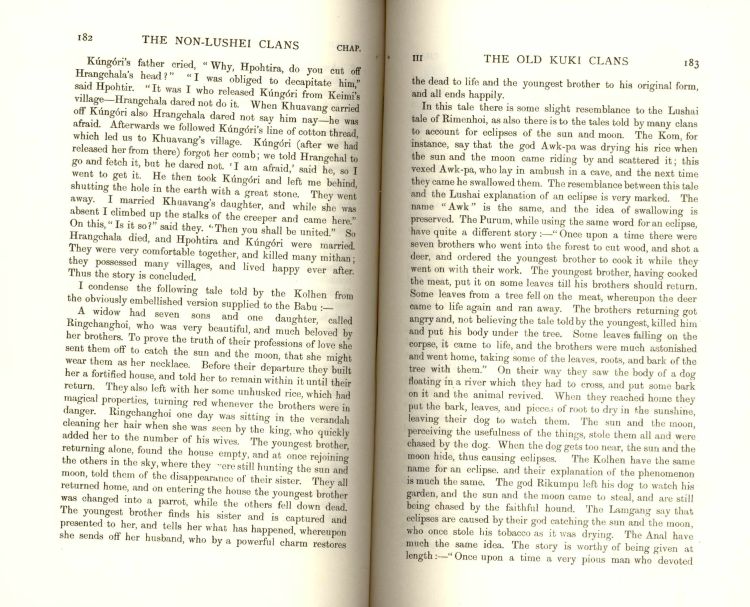 182 THE NON-LUSHEI CLANS CHAP.
Kúngóri's father cried, "Why, Hpohtira, do you cut off
Hrangchala's head?" "I was obliged to decapitate him,"
said Hpohtir. "It was I who released Kúngóri from Keimi's
village—Hrangchala dared not do it. When Khuavang carried
off Kúngóri also Hrangchala dared not say him nay—he was
afraid. Afterwards we followed Kúngóri's line of cotton thread,
which led us to Khuavang's village. Kúngóri (after we had
released her from there) forgot her comb; we told Hrangchal to
go and fetch it, but he dared not. 'I am afraid,' said he, so I
went to get it. He then took Kúngóri and left me behind,
shutting the hole in the earth with a great stone. They went
away. I married Khuavang's daughter, and while she was
absent I climbed up the stalks of the creeper and came here."
On this, "Is it so?" said they. "Then you shall be united." So
Hrangchala died, and Hpohtira and Kúngóri were married.
They were very comfortable together, and killed many mithan;
they possessed many villages, and lived happy ever after.
Thus the story is concluded.
I condense the following tale told by the Kolhen from
the obviously embellished version supplied to the Babu :—
A widow had seven sons and one daughter, called
Ringchanghoi, who was very beautiful, and much beloved by
her brothers. To prove the truth of their professions of love she
sent them off to catch the sun and the moon, that she might
wear them as her necklace. Before their departure they built
her a fortified house, and told her to remain within it until their
return. They also left with her some unhusked rice, which had
magical properties, turning red whenever the brothers were in
danger. Ringchanghoi one day was sitting in the verandah
cleaning her hair when she was seen by the king, who quickly
added her to the number of his wives. The youngest brother,
returning alone, found the house empty, and at once rejoining
the others in the sky, where they were still hunting the sun and
moon, told them of the disappearance of their sister. They all
returned home, and on entering the house the youngest brother
was changed into a parrot, while the others fell down dead.
The youngest brother finds his sister and is captured and
presented to her, and tells her what has happened, whereupon
she sends off her husband, who by a powerful charm restores
III THE OLD KUKI CLANS 183
the dead to life and the youngest brother to his original form,
and all ends happily.
In this tale there is some slight resemblance to the Lushai
tale of Rimenhoi, as also there is to the tales told by many clans
to account for eclipses of the sun and moon. The Kom, for
instance, say that the god Awk-pa was drying his rice when
the sun and the moon came riding by and scattered it; this
vexed Awk-pa, who lay in ambush in a cave, and the next time
they came he swallowed them. The resemblance between this tale
and the Lushai explanation of an eclipse is very marked. The
name "Awk" is the same, and the idea of swallowing is
preserved. The Purum, while using the same word for an eclipse,
have quite a different story :—"Once upon a time there were
seven brothers who went into the forest to cut wood, and shot a
deer, and ordered the youngest brother to cook it while they
went on with their work. The youngest brother, having cooked
the meat, put it on some leaves till his brothers should return.
Some leaves from a tree fell on the meat, whereupon the deer
came to life again and ran away. The brothers returning got
angry and, not believing the tale told by the youngest, killed him
and put his body under the tree. Some leaves falling on the
corpse, it came to life, and the brothers were much astonished
and went home, taking some of the leaves, roots, and bark of the
tree with them." On their way they saw the body of a dog
floating in a river which they had to cross, and put some bark
on it and the animal revived. When they reached home they
put the bark, leaves, and pieces of root to dry in the sunshine,
leaving their dog to watch them. The sun and the moon,
perceiving the usefulness of the things, stole them all and were
chased by the dog. When the dog gets too near, the sun and the
moon hide, thus causing eclipses. The Kolhen have the same
name for an eclipse, and their explanation of the phenomenon
is much the same. The god Rikumpu left his dog to watch his
garden, and the sun and the moon came to steal, and are still
being chased by the faithful hound. The Lamgang say that
eclipses are caused by their god catching the sun and the moon,
who once stole his tobacco as it was drying. The Anal have
much the same idea. The story is worthy of being given at
length :—"Once upon a time a very pious man who devoted